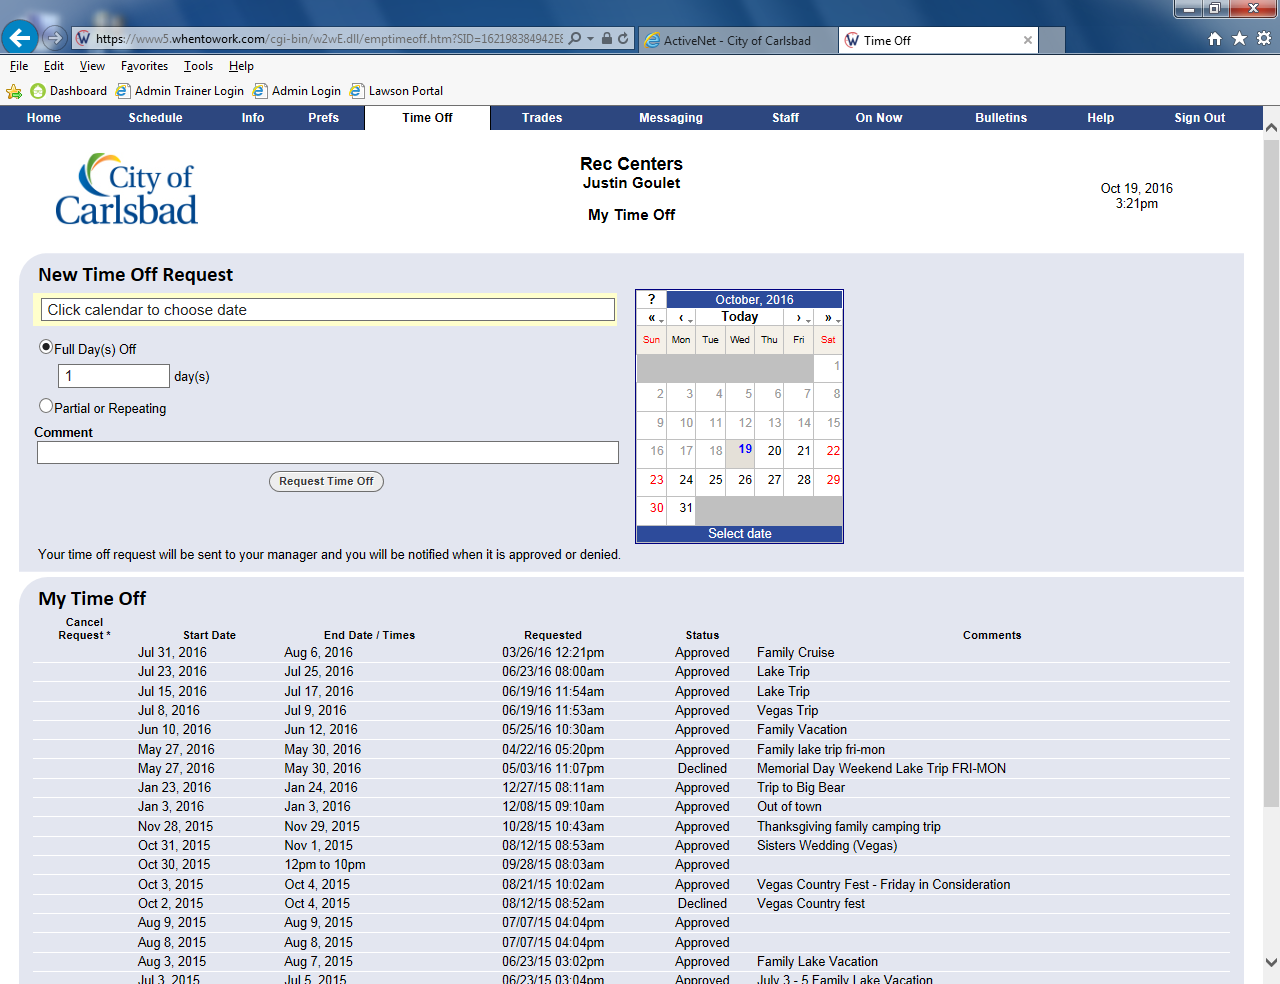 https://www5.whentowork.com/cgi-bin/w2wE.dll/emptimeoff.htm?SID=162198384942E8
ActiveNet - City of Carlsbad
Time Off
File Edit View Favorites Tools Help
Dashboard Admin Trainer Login Admin Login Lawson Portal
Home Schedule Info Prefs Time Off Trades Messaging Staff On Now Bulletins Help Sign Out
City of
Carlsbad
Rec Centers
Justin Goulet
My Time Off
Oct 19, 2016
3:21pm
New Time Off Request
Click calendar to choose date
Full Day(s) Off
1 day(s)
Partial or Repeating
Comment
Request Time Off
Your time off request will be sent to your manager and you will be notified when it is approved or denied.
? October, 2016
« ‹ Today › »
Sun Mon Tue Wed Thu Fri Sat
1
2 3 4 5 6 7 8
9 10 11 12 13 14 15
16 17 18 19 20 21 22
23 24 25 26 27 28 29
30 31
Select date
My Time Off
Cancel
Request * Start Date End Date / Times Requested Status Comments
Jul 31, 2016 Aug 6, 2016 03/26/16 12:21pm Approved Family Cruise
Jul 23, 2016 Jul 25, 2016 06/23/16 08:00am Approved Lake Trip
Jul 15, 2016 Jul 17, 2016 06/19/16 11:54am Approved Lake Trip
Jul 8, 2016 Jul 9, 2016 06/19/16 11:53am Approved Vegas Trip
Jun 10, 2016 Jun 12, 2016 05/25/16 10:30am Approved Family Vacation
May 27, 2016 May 30, 2016 04/22/16 05:20pm Approved Family lake trip fri-mon
May 27, 2016 May 30, 2016 05/03/16 11:07pm Declined Memorial Day Weekend Lake Trip FRI-MON
Jan 23, 2016 Jan 24, 2016 12/27/15 08:11am Approved Trip to Big Bear
Jan 3, 2016 Jan 3, 2016 12/08/15 09:10am Approved Out of town
Nov 28, 2015 Nov 29, 2015 10/28/15 10:43am Approved Thanksgiving family camping trip
Oct 31, 2015 Nov 1, 2015 08/12/15 08:53am Approved Sisters Wedding (Vegas)
Oct 30, 2015 12pm to 10pm 09/28/15 08:03am Approved
Oct 3, 2015 Oct 4, 2015 08/21/15 10:02am Approved Vegas Country Fest - Friday in Consideration
Oct 2, 2015 Oct 4, 2015 08/12/15 08:52am Declined Vegas Country fest
Aug 9, 2015 Aug 9, 2015 07/07/15 04:04pm Approved
Aug 8, 2015 Aug 8, 2015 07/07/15 04:04pm Approved
Aug 3, 2015 Aug 7, 2015 06/23/15 03:02pm Approved Family Lake Vacation
Jul 3, 2015 Jul 5, 2015 06/23/15 03:04pm Approved July 3 - 5 Family Lake Vacation